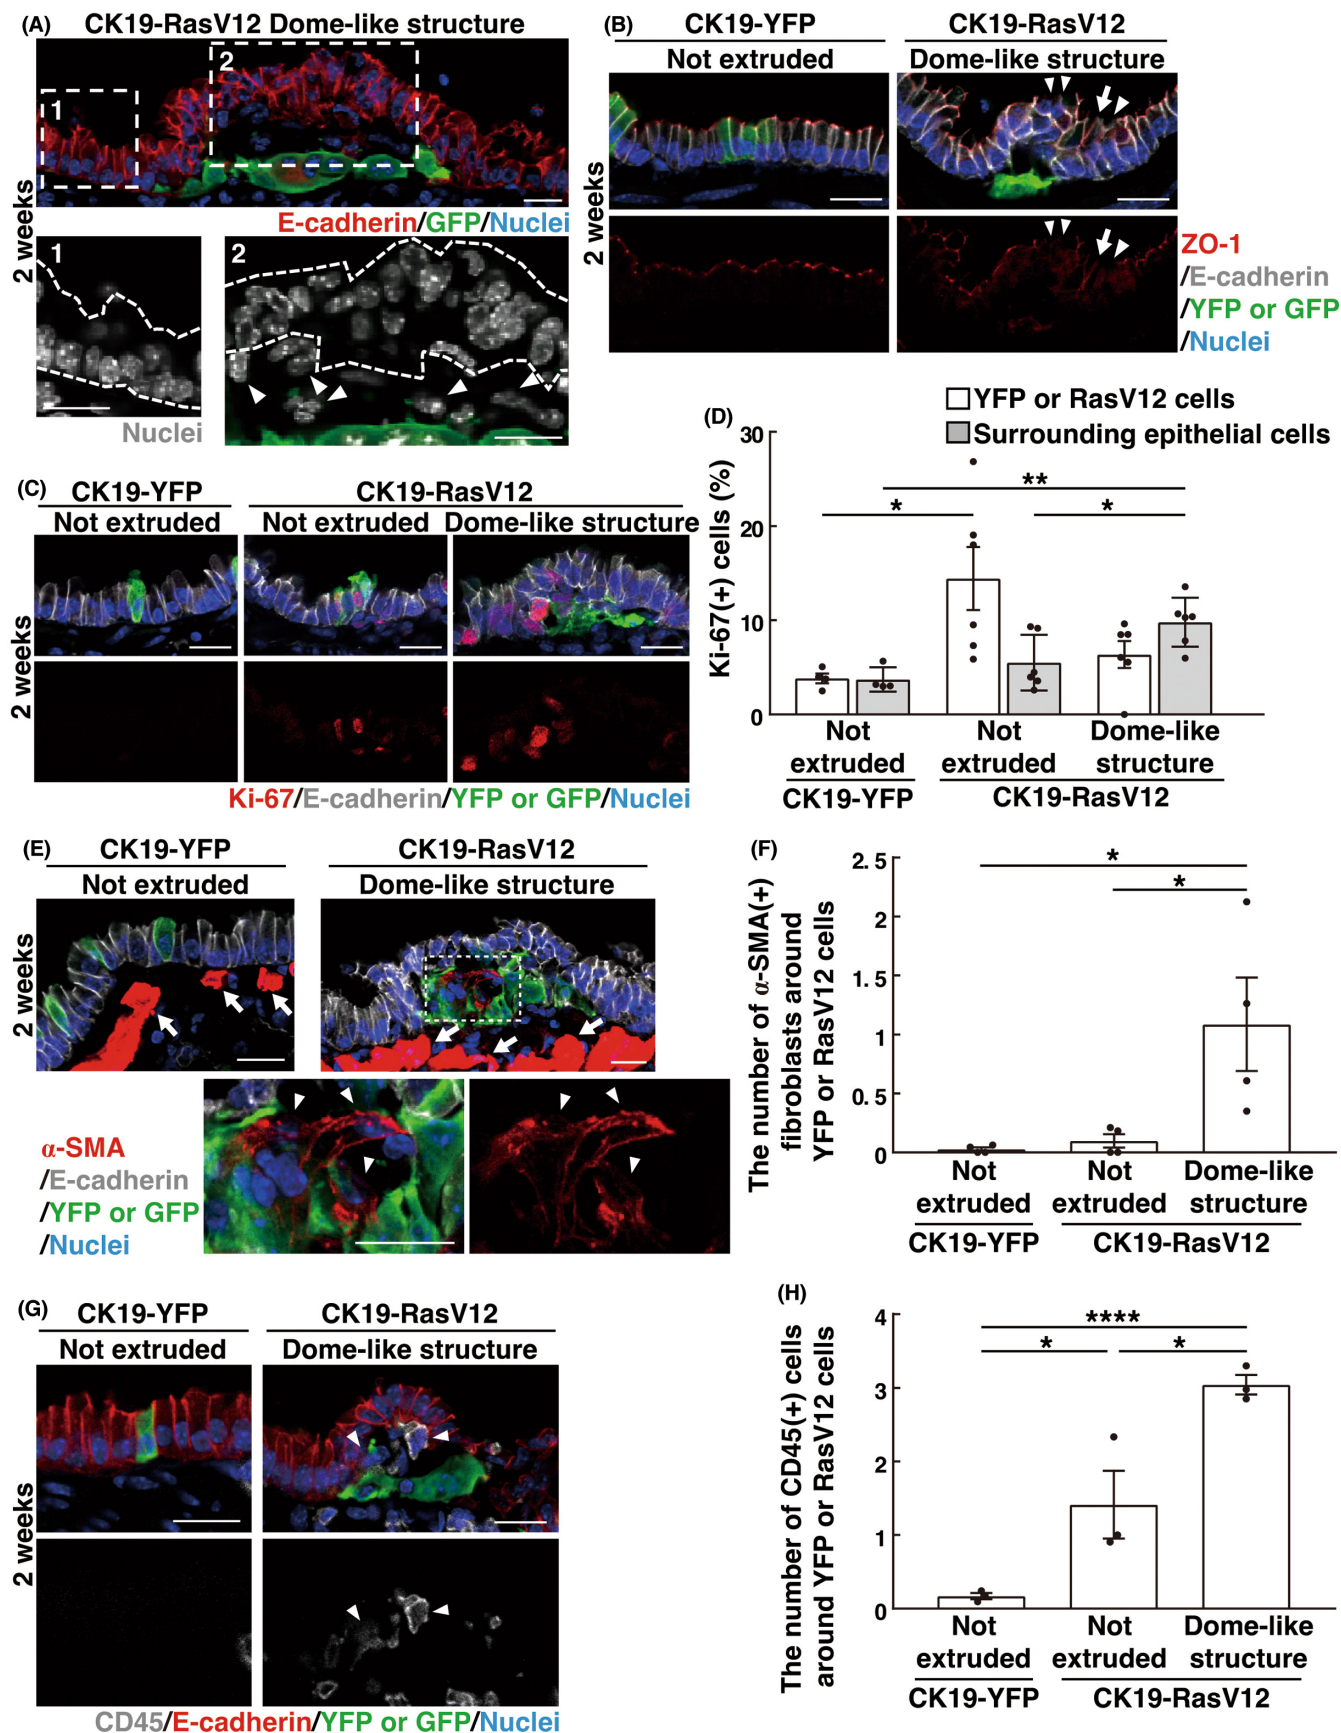 (A)
CK19-RasV12 Dome-like structure
1
2
E-cadherin/GFP/Nuclei
2 weeks
1
2
Nuclei
(B)
CK19-YFP
CK19-RasV12
Not extruded
Dome-like structure
2 weeks
ZO-1
/E-cadherin
/YFP or GFP
/Nuclei
(C)
CK19-YFP
CK19-RasV12
Not extruded
Not extruded
Dome-like structure
2 weeks
Ki-67/E-cadherin/YFP or GFP/Nuclei
(D)
YFP or RasV12 cells
Surrounding epithelial cells
Ki-67(+) cells (%)
30
20
10
0
**
*
*
Not extruded
Not extruded
Dome-like structure
CK19-YFP
CK19-RasV12
(E)
CK19-YFP
CK19-RasV12
Not extruded
Dome-like structure
2 weeks
α-SMA
/E-cadherin
/YFP or GFP
/Nuclei
(F)
The number of α-SMA(+)
fibroblasts around
YFP or RasV12 cells
2.5
2
1.5
1
0.5
0
*
*
Not extruded
Not extruded
Dome-like structure
CK19-YFP
CK19-RasV12
(G)
CK19-YFP
CK19-RasV12
Not extruded
Dome-like structure
2 weeks
CD45/E-cadherin/YFP or GFP/Nuclei
(H)
The number of CD45(+) cells
around YFP or RasV12 cells
4
3
2
1
0
****
*
*
Not extruded
Not extruded
Dome-like structure
CK19-YFP
CK19-RasV12